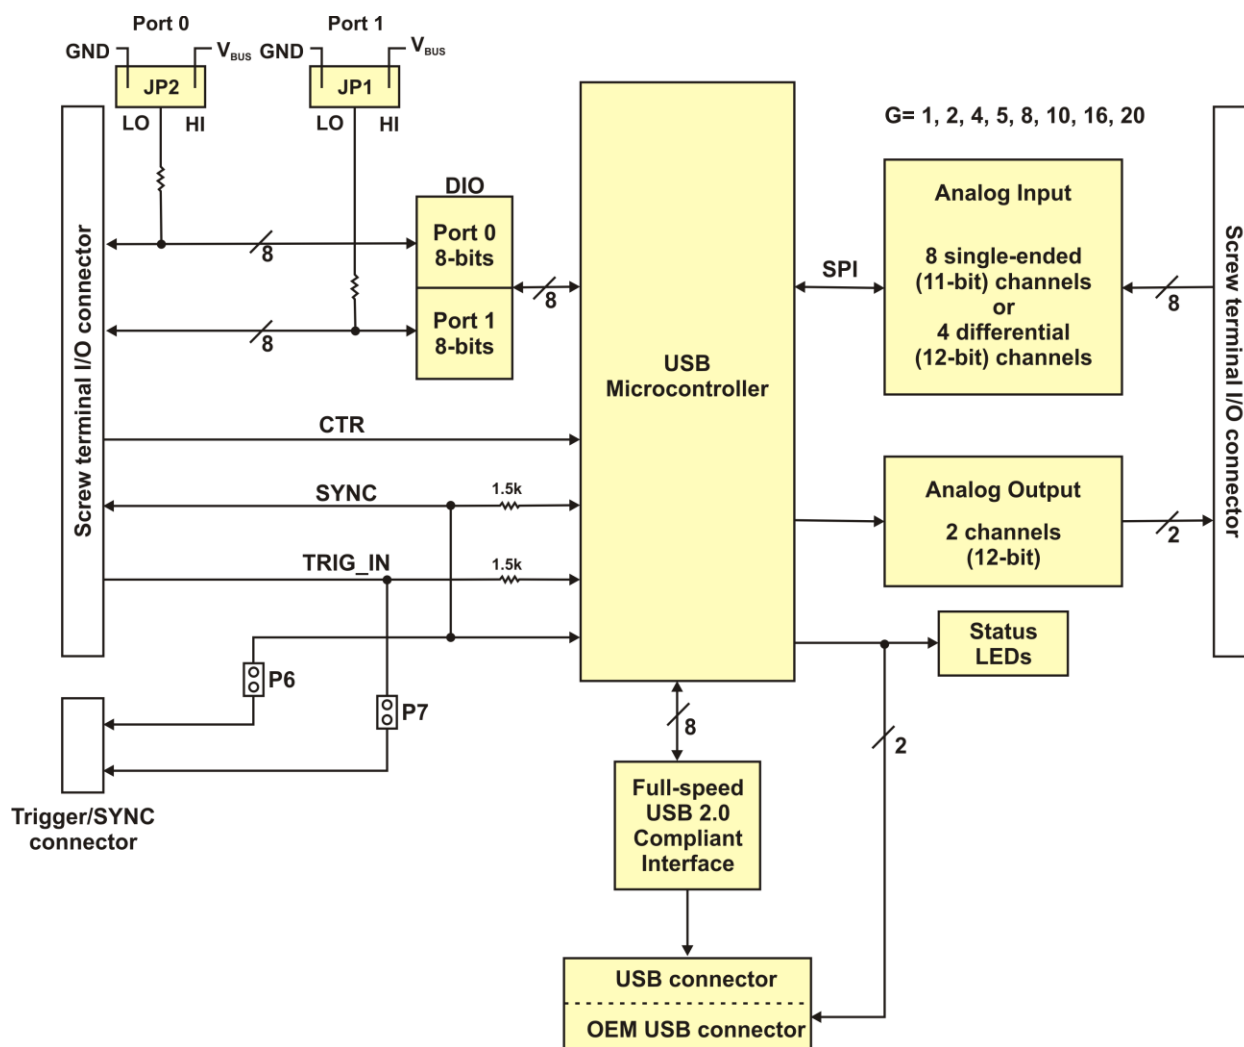 Port 0
Port 1
GND
VBUS
GND
VBUS
JP2
JP1
LO
HI
LO
HI
G= 1, 2, 4, 5, 8, 10, 16, 20
Screw terminal I/O connector
DIO
Port 0
8-bits
Port 1
8-bits
8
8
8
USB
Microcontroller
SPI
Analog Input
8 single-ended
(11-bit) channels
or
4 differential
(12-bit) channels
8
Screw terminal I/O connector
CTR
SYNC
1.5k
TRIG_IN
1.5k
Analog Output
2 channels
(12-bit)
2
Status
LEDs
P6
P7
Trigger/SYNC
connector
8
2
Full-speed
USB 2.0
Compliant
Interface
USB connector
OEM USB connector